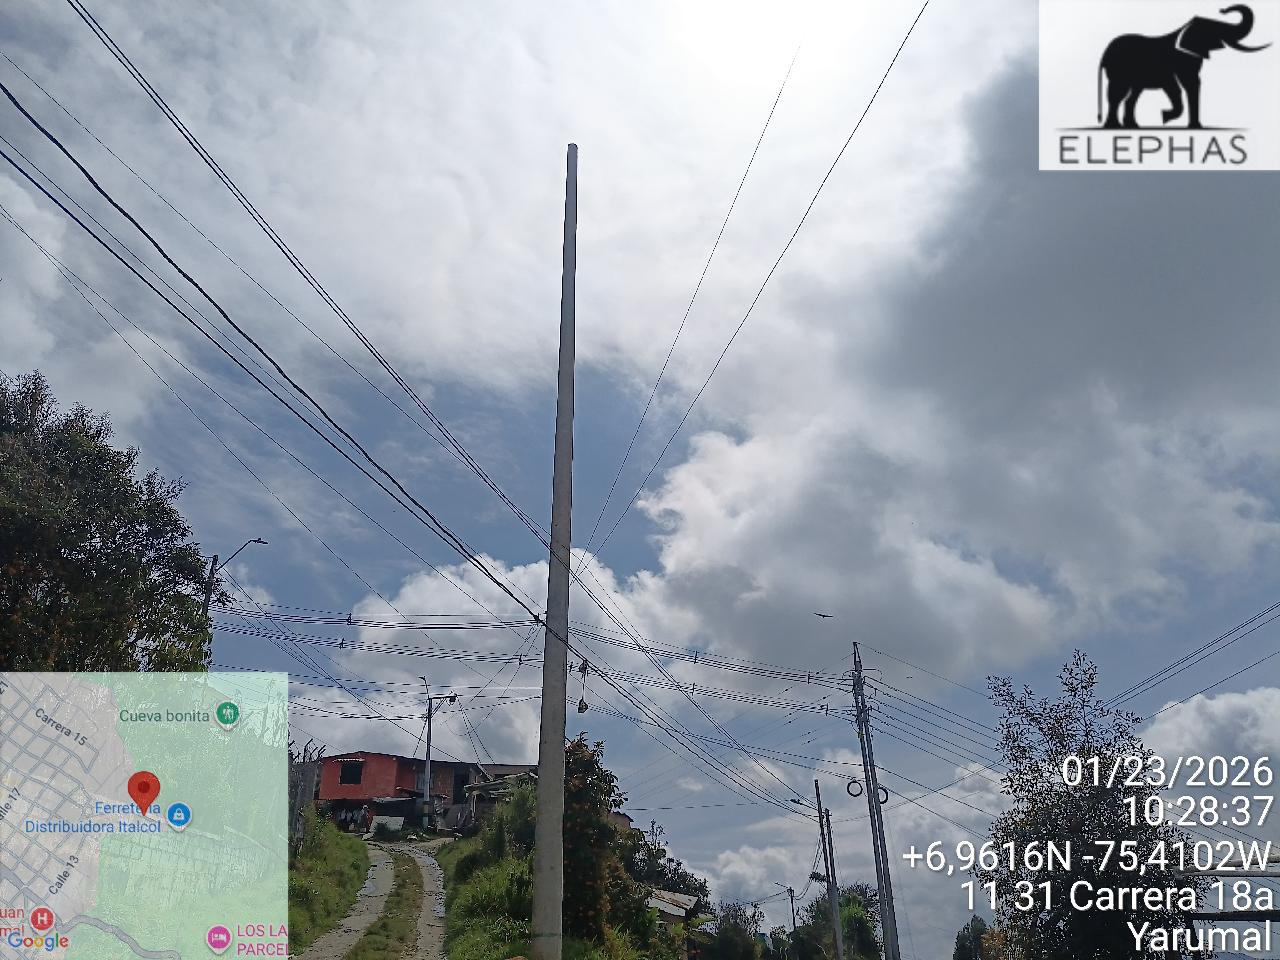 ELEPHAS
Carrera 15
Cueva bonita
Ferretería
Distribuidora Italcol
Calle 13
LOS LA
PARCEL
Google
01/23/2026
10:28:37
+6,9616N -75,4102W
11 31 Carrera 18a
Yarumal